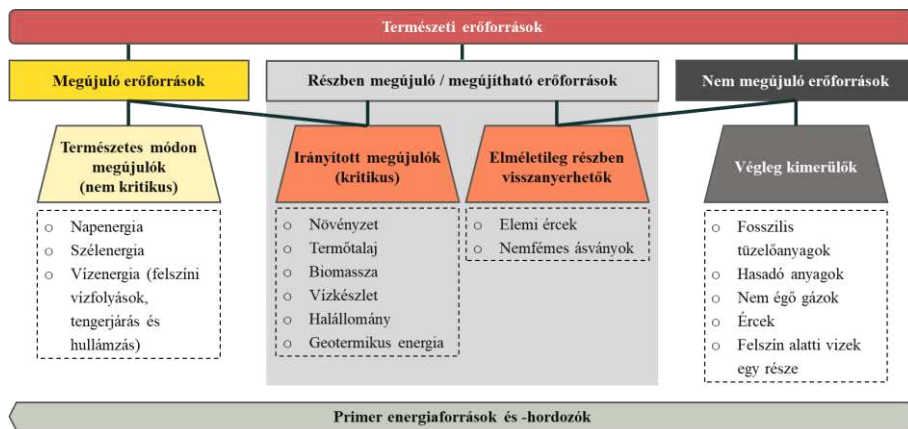 Természeti erőforrások
Megújuló erőforrások
Részben megújuló / megújítható erőforrások
Nem megújuló erőforrások
Természetes módon
megújulók
(nem kritikus)
Irányított megújulók
(kritikus)
Elméletileg részben
visszanyerhetők
Végleg kimerülők
o Napenergia
o Szélenergia
o Vízenergia (felszíni
vízfolyások,
tengerjárás és
hullámzás)
o Növényzet
o Termőtalaj
o Biomassza
o Vízkészlet
o Halállomány
o Geotermikus energia
o Elemi ércek
o Nemfémes ásványok
o Fosszilis
tüzelőanyagok
o Hasadó anyagok
o Nem égő gázok
o Ércek
o Felszín alatti vizek
egy része
Primer energiaforrások és -hordozók